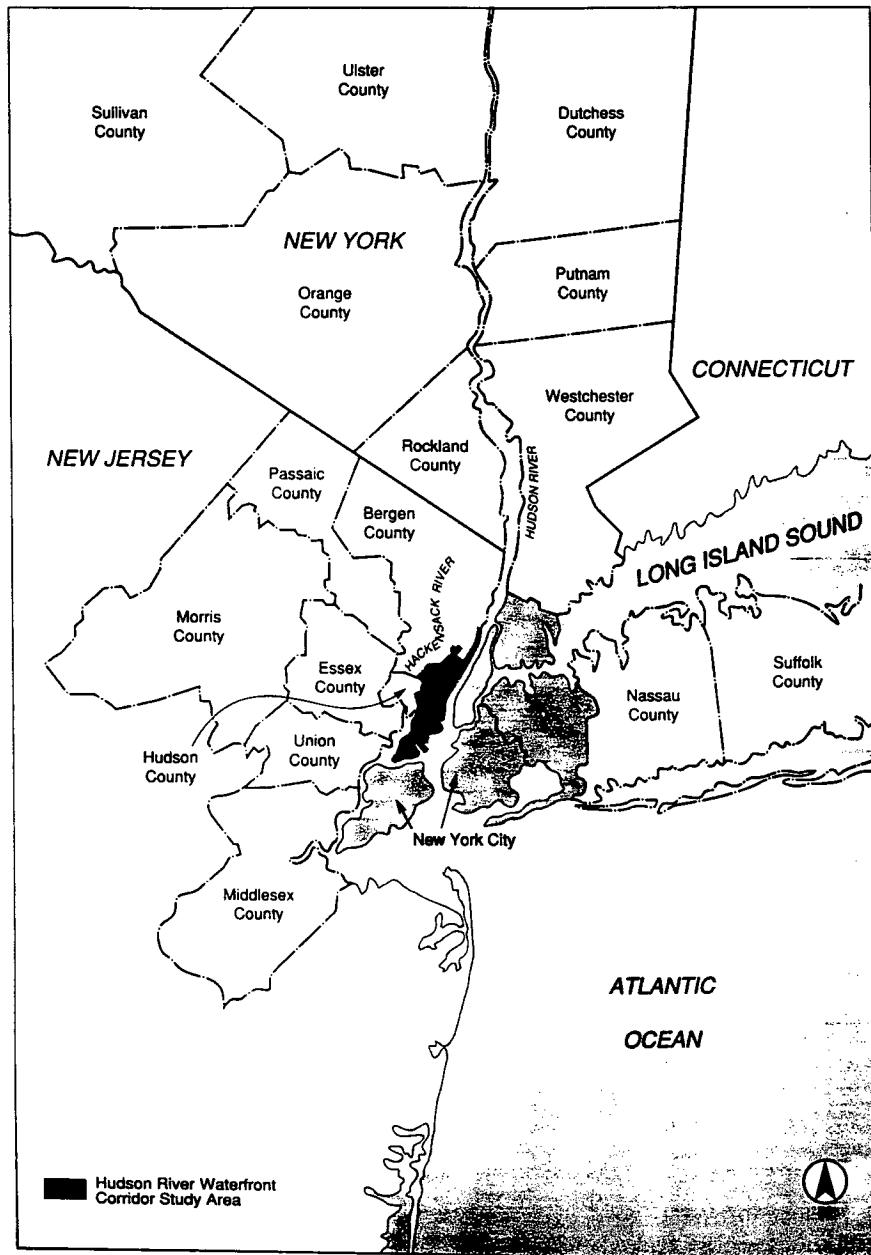 Ulster
County
Sullivan
County
Dutchess
County
NEW YORK
Orange
County
Putnam
County
CONNECTICUT
Westchester
County
Rockland
County
HUDSON RIVER
NEW JERSEY
Passaic
County
Bergen
County
LONG ISLAND SOUND
HACKENSACK RIVER
Morris
County
Essex
County
Suffolk
County
Nassau
County
Hudson
County
Union
County
New York City
Middlesex
County
ATLANTIC
OCEAN
Hudson River Waterfront
Corridor Study Area